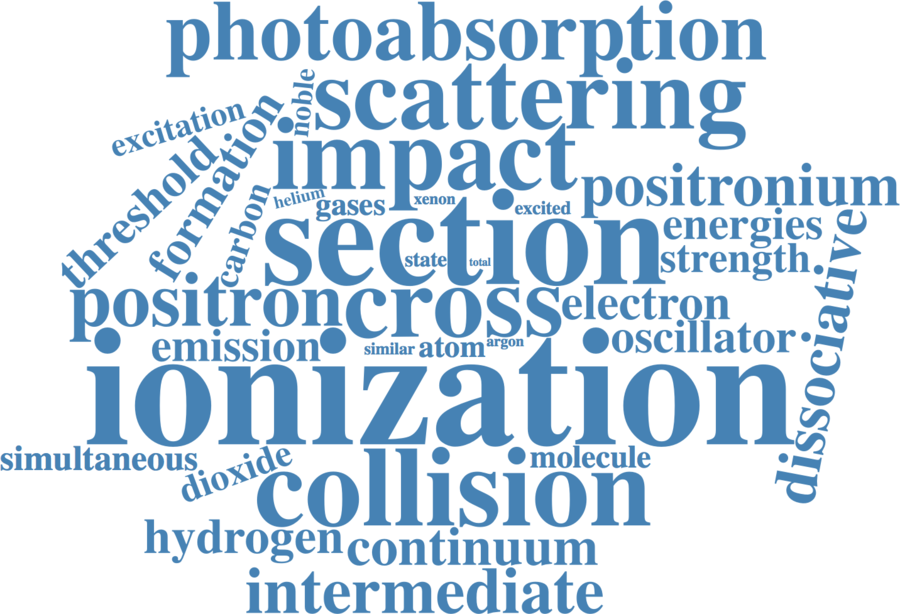 photoabsorption
scattering
noble
excitation
formation
threshold
impact
positronium
helium
carbon
gases
xenon
excited
section
energies
strength
dissociative
state
total
positron
cross
electron
oscillator
emission
similar
atom
argon
ionization
simultaneous
dioxide
molecule
collision
hydrogen
continuum
intermediate